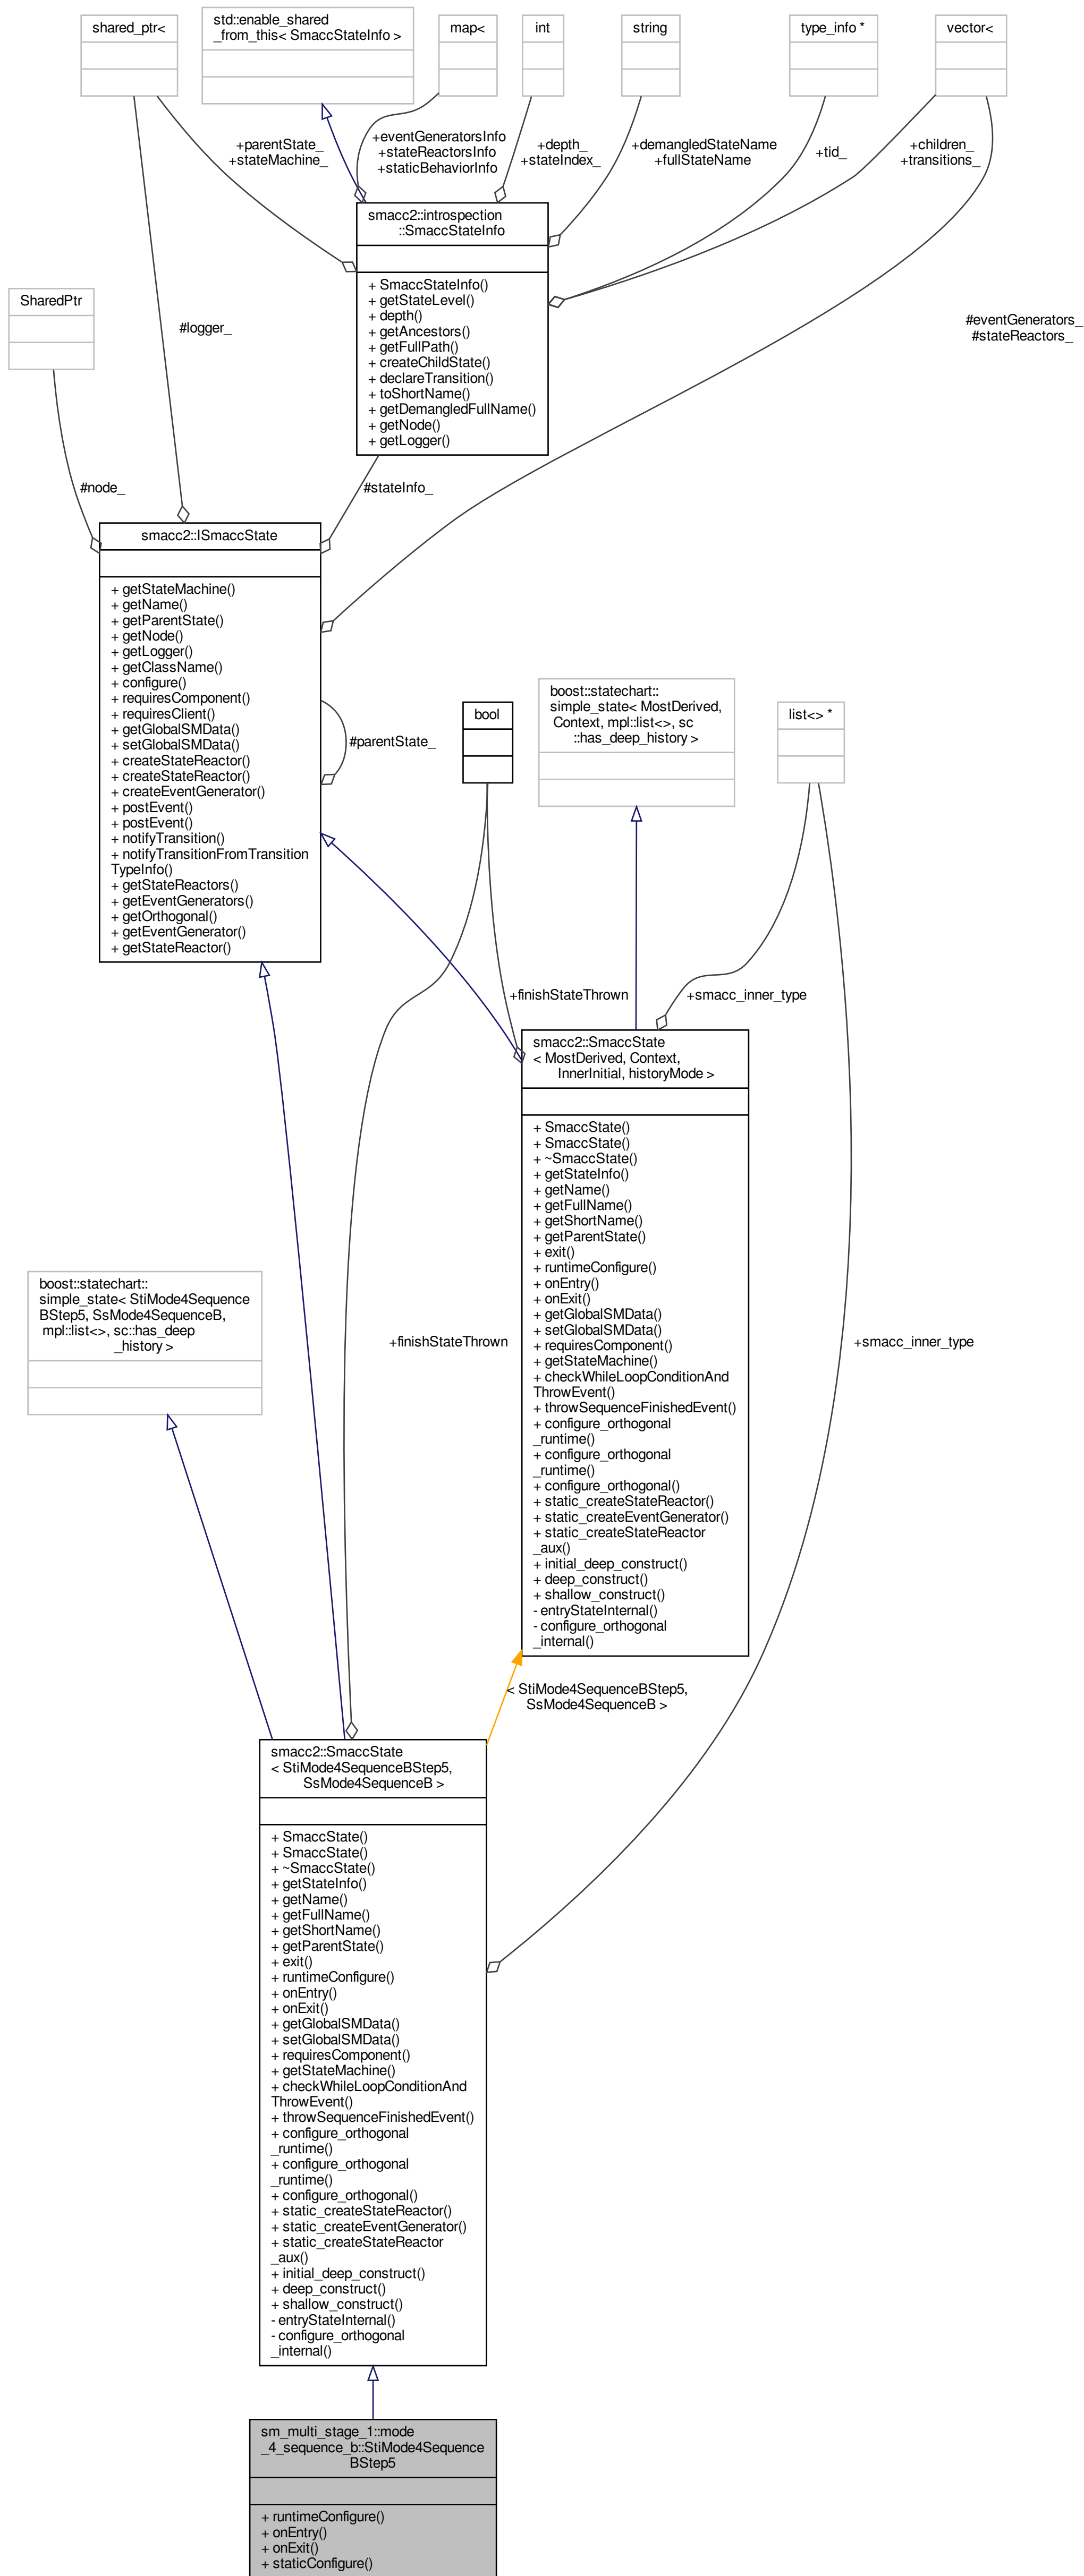 shared_ptr<
std::enable_shared
_from_this< SmaccStateInfo >
map<
int
string
type_info *
vector<
+parentState_
+stateMachine_
+eventGeneratorsInfo
+stateReactorsInfo
+staticBehaviorInfo
+depth_
+stateIndex_
+demangledStateName
+fullStateName
+tid_
+children_
+transitions_
smacc2::introspection
::SmaccStateInfo
+ SmaccStateInfo()
+ getStateLevel()
+ depth()
+ getAncestors()
+ getFullPath()
+ createChildState()
+ declareTransition()
+ toShortName()
+ getDemangledFullName()
+ getNode()
+ getLogger()
SharedPtr
#logger_
#eventGenerators_
#stateReactors_
#node_
#stateInfo_
smacc2::ISmaccState
+ getStateMachine()
+ getName()
+ getParentState()
+ getNode()
+ getLogger()
+ getClassName()
+ configure()
+ requiresComponent()
+ requiresClient()
+ getGlobalSMData()
+ setGlobalSMData()
+ createStateReactor()
+ createStateReactor()
+ createEventGenerator()
+ postEvent()
+ postEvent()
+ notifyTransition()
+ notifyTransitionFromTransition
TypeInfo()
+ getStateReactors()
+ getEventGenerators()
+ getOrthogonal()
+ getEventGenerator()
+ getStateReactor()
#parentState_
bool
boost::statechart::
simple_state< MostDerived,
Context, mpl::list<>, sc
::has_deep_history >
list<> *
+finishStateThrown
+smacc_inner_type
smacc2::SmaccState
< MostDerived, Context,
InnerInitial, historyMode >
+ SmaccState()
+ SmaccState()
+ ~SmaccState()
+ getStateInfo()
+ getName()
+ getFullName()
+ getShortName()
+ getParentState()
+ exit()
+ runtimeConfigure()
+ onEntry()
+ onExit()
+ getGlobalSMData()
+ setGlobalSMData()
+ requiresComponent()
+ getStateMachine()
+ checkWhileLoopConditionAnd
ThrowEvent()
+ throwSequenceFinishedEvent()
+ configure_orthogonal
_runtime()
+ configure_orthogonal
_runtime()
+ configure_orthogonal()
+ static_createStateReactor()
+ static_createEventGenerator()
+ static_createStateReactor
_aux()
+ initial_deep_construct()
+ deep_construct()
+ shallow_construct()
- entryStateInternal()
- configure_orthogonal
_internal()
boost::statechart::
simple_state< StiMode4Sequence
BStep5, SsMode4SequenceB,
mpl::list<>, sc::has_deep
_history >
+finishStateThrown
+smacc_inner_type
< StiMode4SequenceBStep5,
SsMode4SequenceB >
smacc2::SmaccState
< StiMode4SequenceBStep5,
SsMode4SequenceB >
+ SmaccState()
+ SmaccState()
+ ~SmaccState()
+ getStateInfo()
+ getName()
+ getFullName()
+ getShortName()
+ getParentState()
+ exit()
+ runtimeConfigure()
+ onEntry()
+ onExit()
+ getGlobalSMData()
+ setGlobalSMData()
+ requiresComponent()
+ getStateMachine()
+ checkWhileLoopConditionAnd
ThrowEvent()
+ throwSequenceFinishedEvent()
+ configure_orthogonal
_runtime()
+ configure_orthogonal
_runtime()
+ configure_orthogonal()
+ static_createStateReactor()
+ static_createEventGenerator()
+ static_createStateReactor
_aux()
+ initial_deep_construct()
+ deep_construct()
+ shallow_construct()
- entryStateInternal()
- configure_orthogonal
_internal()
sm_multi_stage_1::mode
_4_sequence_b::StiMode4Sequence
BStep5
+ runtimeConfigure()
+ onEntry()
+ onExit()
+ staticConfigure()